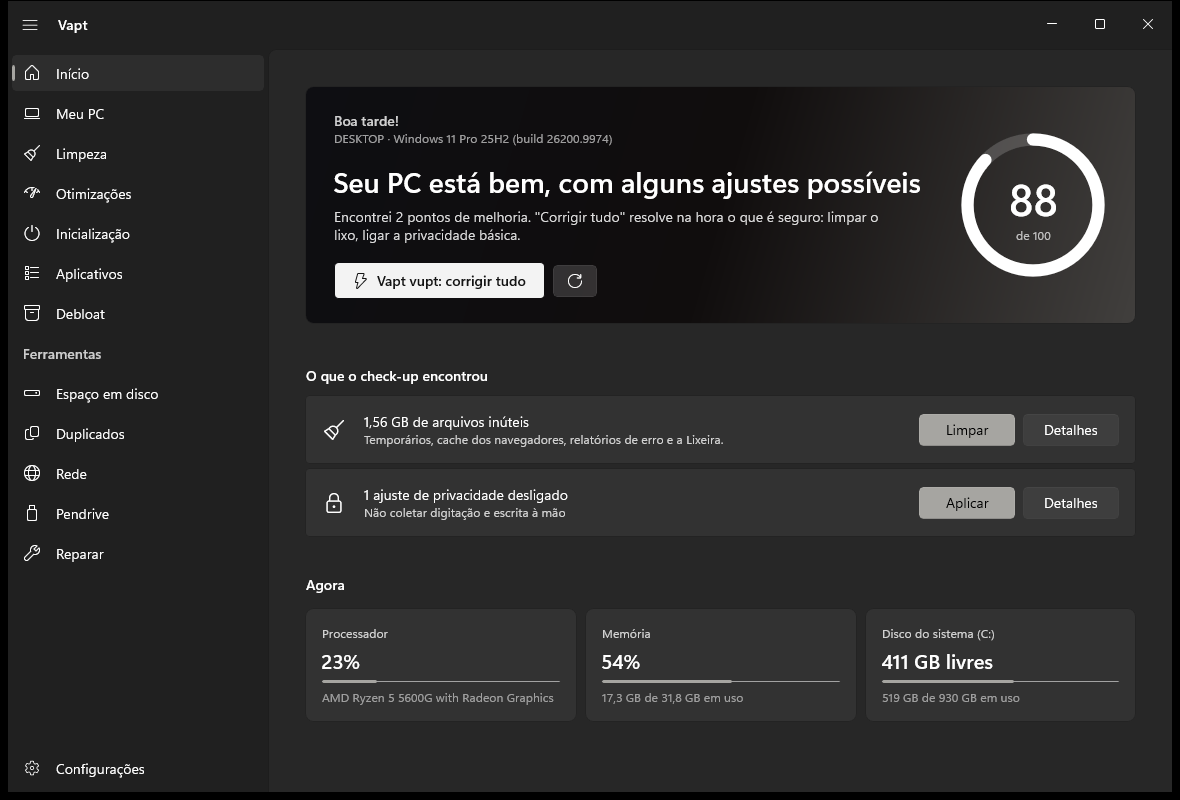 Vapt
Início
Meu PC
Limpeza
Otimizações
Inicialização
Aplicativos
Debloat
Ferramentas
Espaço em disco
Duplicados
Rede
Pendrive
Reparar
Configurações
Boa tarde!
DESKTOP · Windows 11 Pro 25H2 (build 26200.9974)
Seu PC está bem, com alguns ajustes possíveis
Encontrei 2 pontos de melhoria. "Corrigir tudo" resolve na hora o que é seguro: limpar o
lixo, ligar a privacidade básica.
Vapt vupt: corrigir tudo
88
de 100
O que o check-up encontrou
1,56 GB de arquivos inúteis
Temporários, cache dos navegadores, relatórios de erro e a Lixeira.
Limpar
Detalhes
1 ajuste de privacidade desligado
Não coletar digitação e escrita à mão
Aplicar
Detalhes
Agora
Processador
23%
AMD Ryzen 5 5600G with Radeon Graphics
Memória
54%
17,3 GB de 31,8 GB em uso
Disco do sistema (C:)
411 GB livres
519 GB de 930 GB em uso